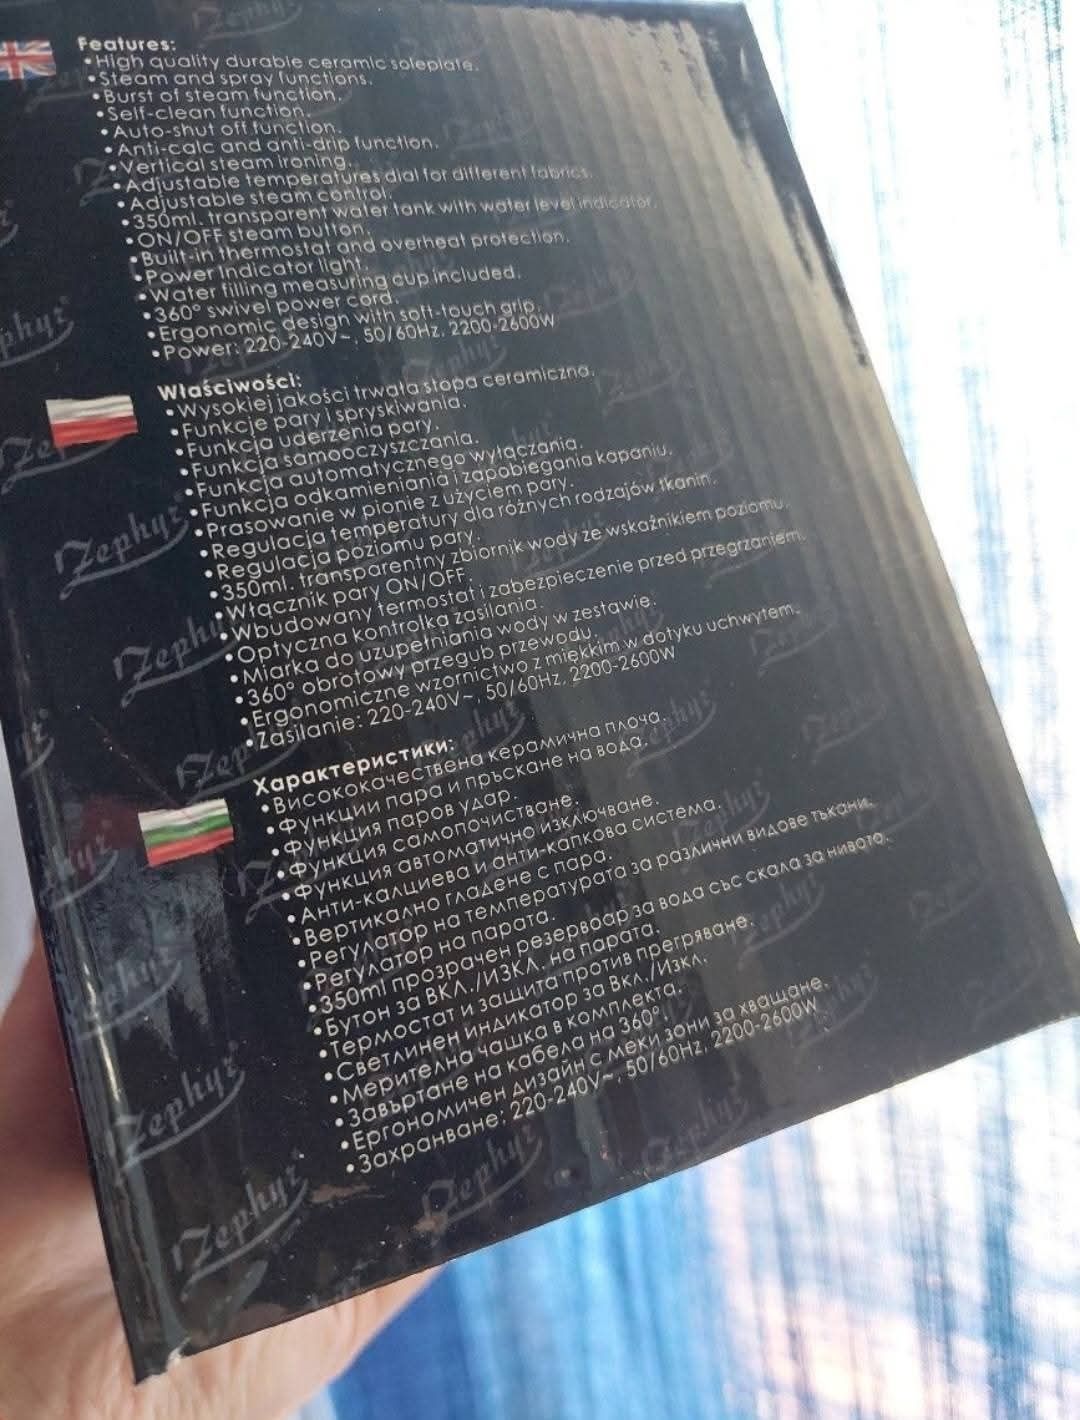 Features:
•High quality durable ceramic soleplate.
•Steam and spray functions.
•Burst of steam function.
•Self-clean function.
•Auto-shut off function.
•Anti-calc and anti-drip function.
•Vertical steam ironing.
•Adjustable temperatures dial for different fabrics.
•Adjustable steam control.
•350ml. transparent water tank with water level indicator.
•ON/OFF steam button.
•Built-in thermostat and overheat protection.
•Power Indicator light.
•Water filling measuring cup included.
•360° swivel power cord.
•Ergonomic design with soft-touch grip.
•Power: 220-240V~, 50/60Hz, 2200-2600W
Właściwości:
•Wysokiej jakości trwała stopa ceramiczna.
•Funkcje pary i spryskiwania.
•Funkcja uderzenia pary.
•Funkcja samooczyszczania.
•Funkcja automatycznego wyłączania.
•Funkcja odkamieniania i zapobiegania kapaniu.
•Prasowanie w pionie z użyciem pary.
•Regulacja temperatury dla różnych rodzajów tkanin.
•Regulacja poziomu pary.
•350ml. transparentny zbiornik wody ze wskaźnikiem poziomu.
•Włącznik pary ON/OFF.
•Wbudowany termostat i zabezpieczenie przed przegrzaniem.
•Optyczna kontrolka zasilania.
•Miarka do uzupełniania wody w zestawie.
•360° obrotowy przegub przewodu.
•Ergonomiczne wzornictwo z miękkim w dotyku uchwytem.
•Zasilanie: 220-240V~, 50/60Hz, 2200-2600W
Характеристики:
•Висококачествена керамична плоча.
•Функции пара и пръскане на вода.
•Функция паров удар.
•Функция самопочистване.
•Функция автоматично изключване.
•Анти-калциева и анти-капкова система.
•Вертикално гладене с пара.
•Регулатор на температурата за различни видове тъкани.
•Регулатор на парата.
•350ml прозрачен резервоар за вода със скала за нивото.
•Бутон за ВКЛ./ИЗКЛ. на парата.
•Термостат и защита против прегряване.
•Светлинен индикатор за Вкл./Изкл.
•Мерителна чашка в комплекта.
•Завъртане на кабела на 360°.
•Ергономичен дизайн с меки зони за хващане.
•Захранване: 220-240V~, 50/60Hz, 2200-2600W
Zephyr